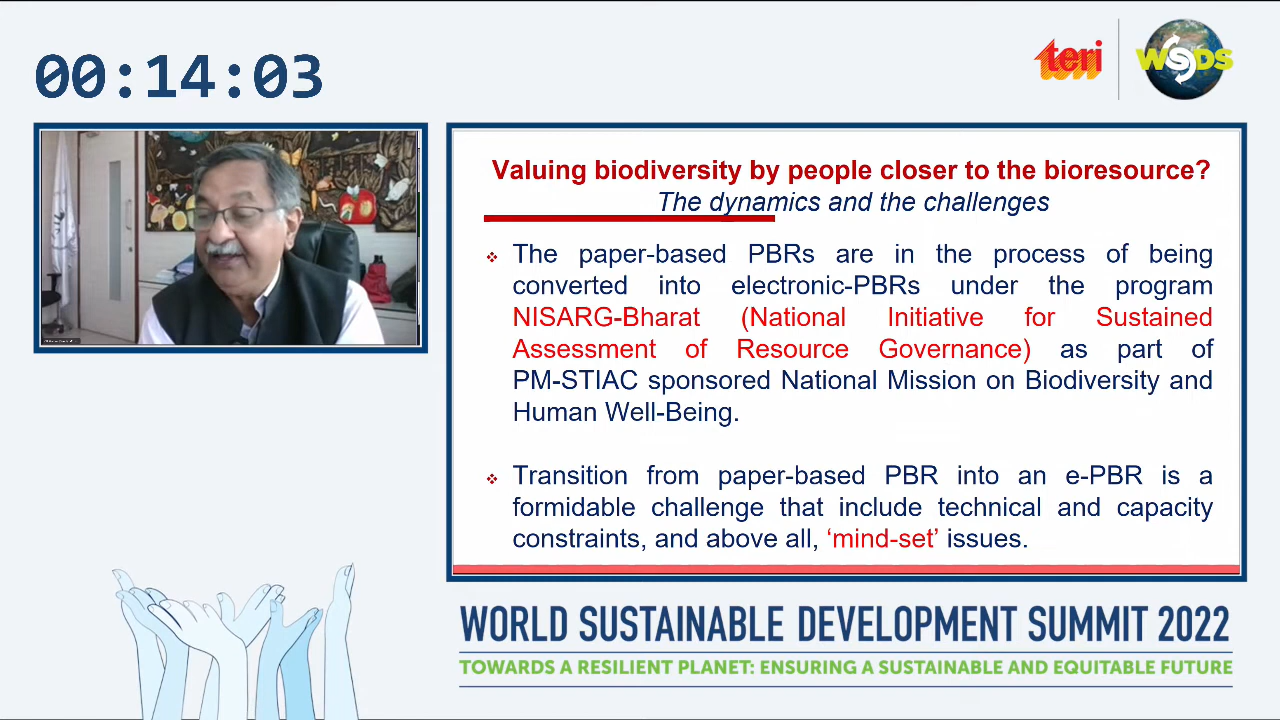 00:14:03
teri
WSDS
Valuing biodiversity by people closer to the bioresource?
The dynamics and the challenges
The paper-based PBRs are in the process of being
converted into electronic-PBRs under the program
NISARG-Bharat (National Initiative for Sustained
Assessment of Resource Governance) as part of
PM-STIAC sponsored National Mission on Biodiversity and
Human Well-Being.
Transition from paper-based PBR into an e-PBR is a
formidable challenge that include technical and capacity
constraints, and above all, ‘mind-set’ issues.
WORLD SUSTAINABLE DEVELOPMENT SUMMIT 2022
TOWARDS A RESILIENT PLANET: ENSURING A SUSTAINABLE AND EQUITABLE FUTURE